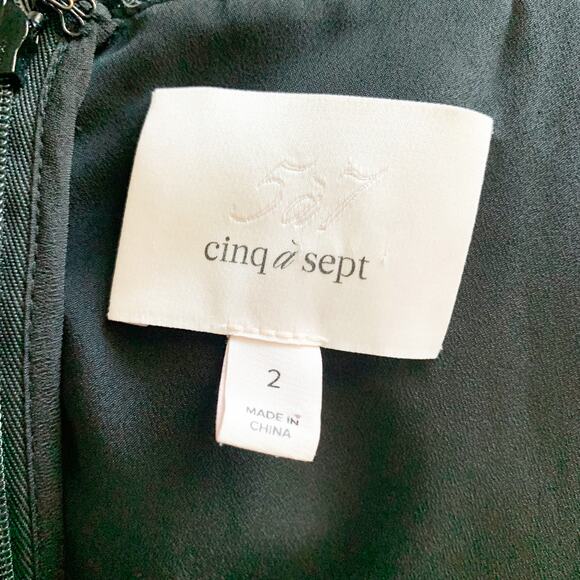 5à7
cinq à sept
2
MADE IN
CHINA